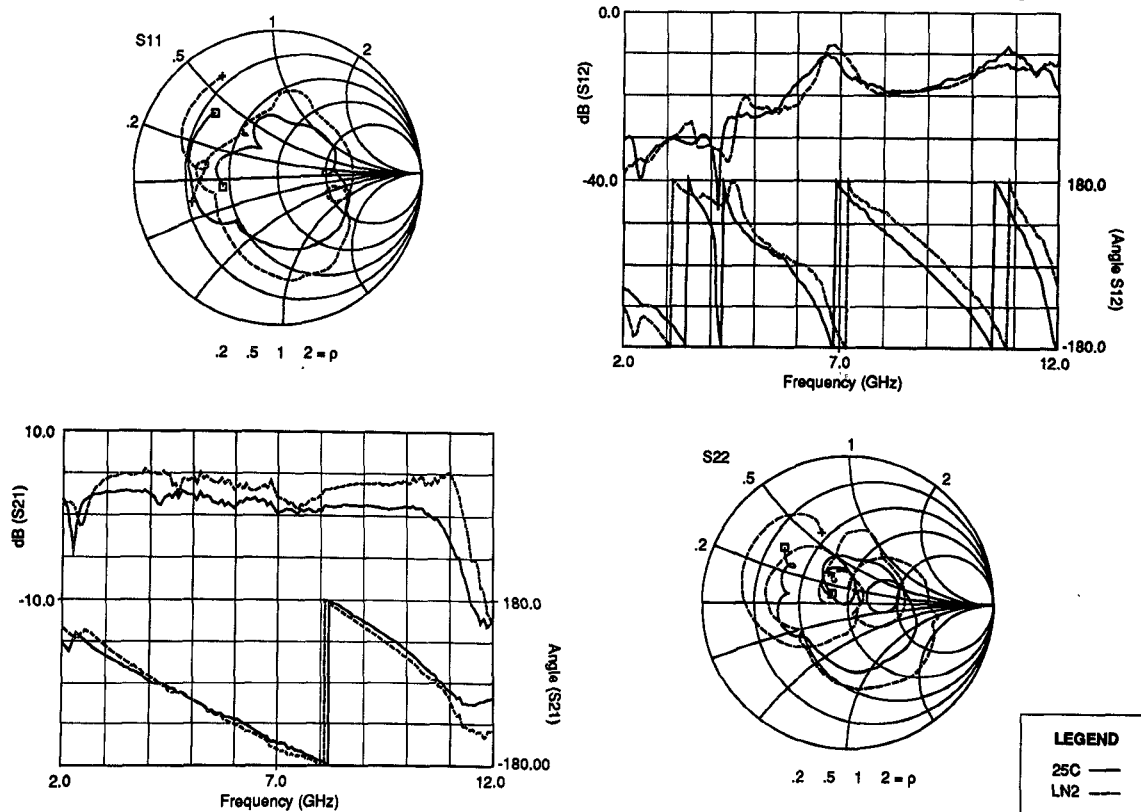 S11
.2
.5
1
2
.2 .5 1 2 = ρ
0.0
dB (S12)
-40.0
180.0
(Angle S12)
-180.0
2.0
7.0
12.0
Frequency (GHz)
10.0
dB (S21)
-10.0
180.0
Angle (S21)
-180.00
2.0
7.0
12.0
Frequency (GHz)
S22
.2
.5
1
2
.2 .5 1 2 = ρ
LEGEND
25C
LN2